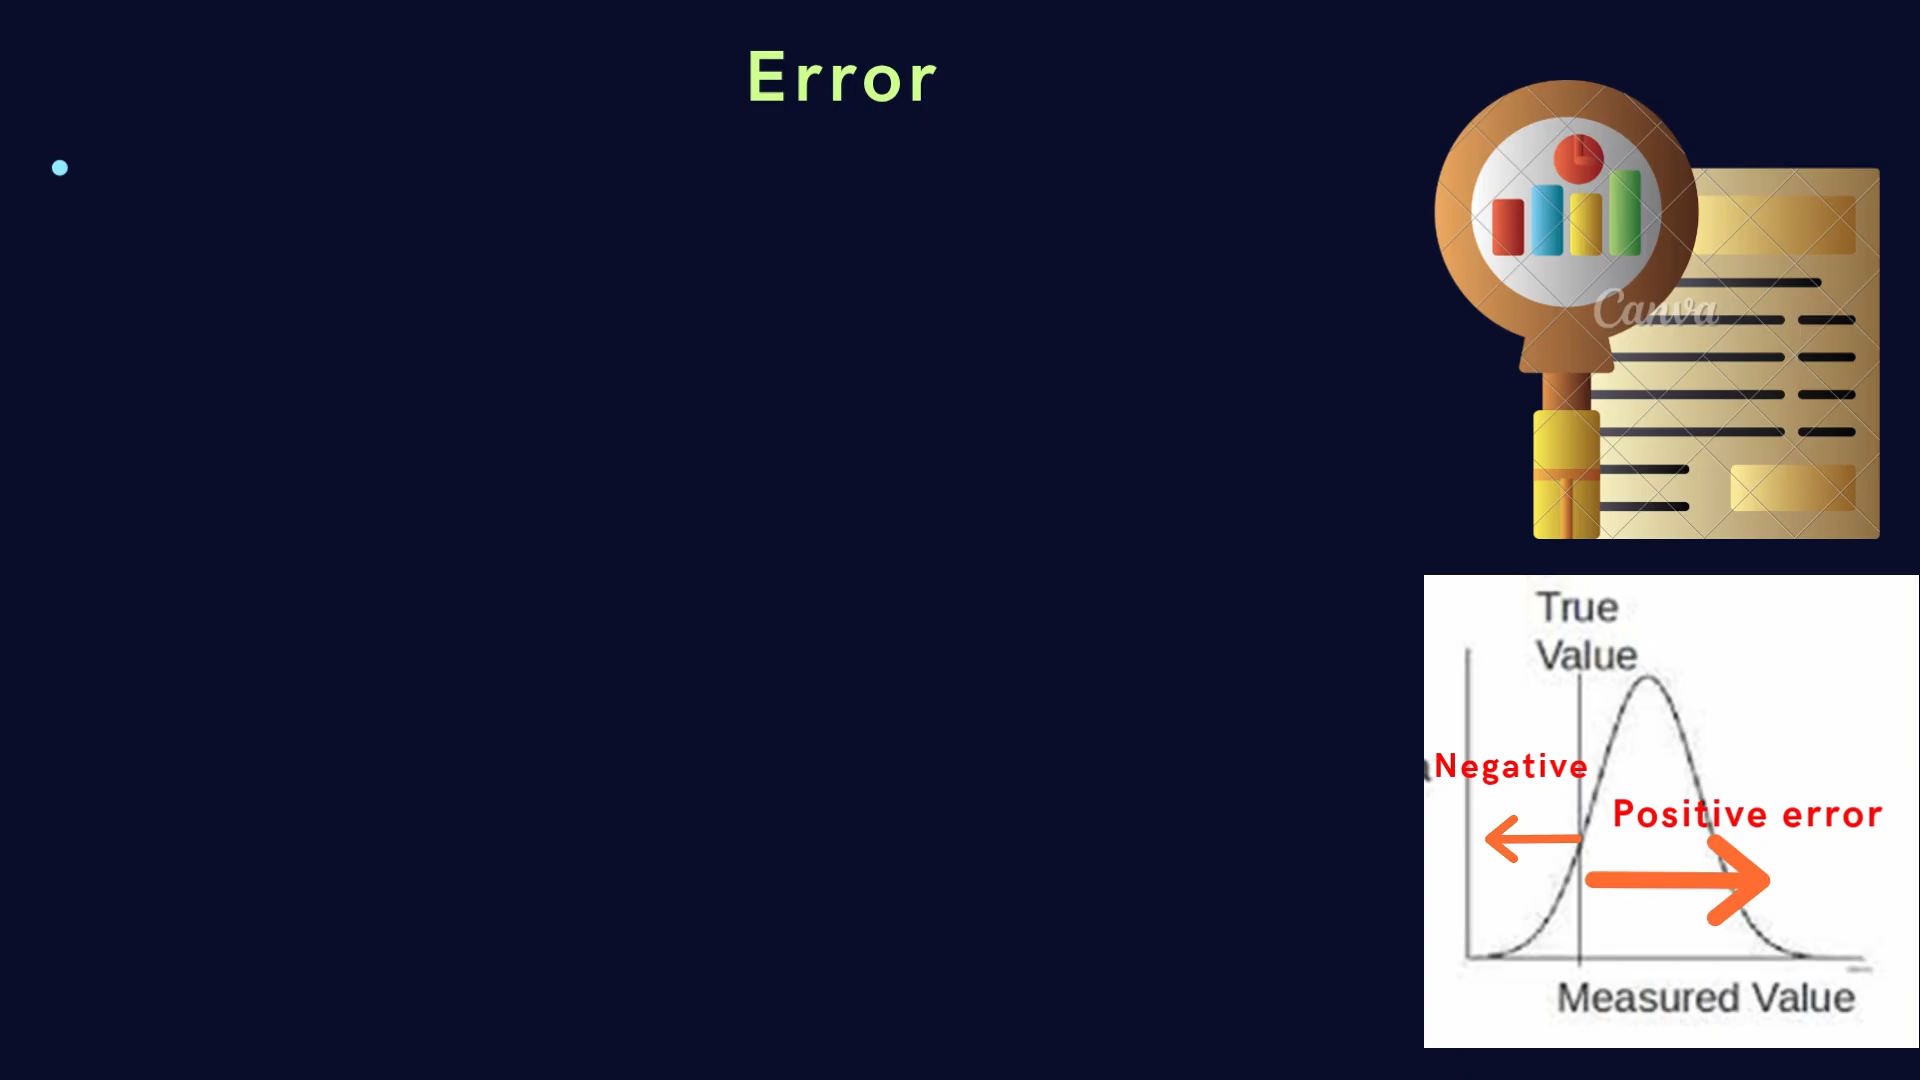 Error
Canva
True
Value
Negative
Positive error
Measured Value